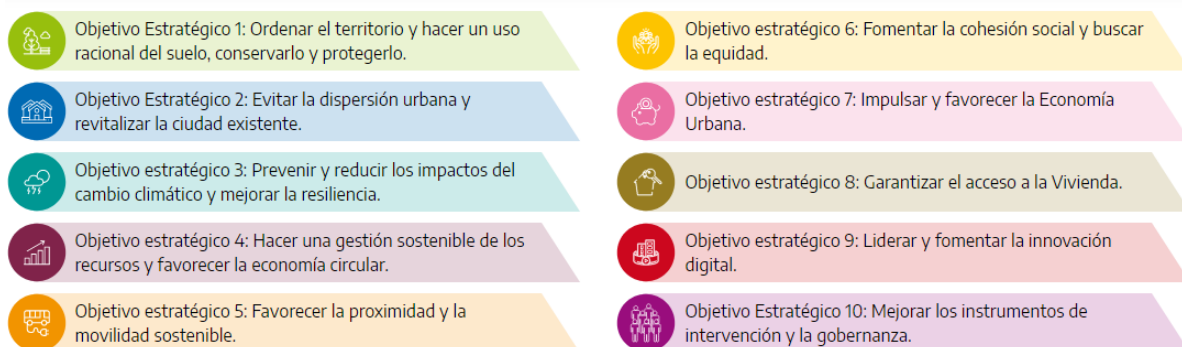 Objetivo Estratégico 1: Ordenar el territorio y hacer un uso
racional del suelo, conservarlo y protegerlo.
Objetivo Estratégico 2: Evitar la dispersión urbana y
revitalizar la ciudad existente.
Objetivo estratégico 3: Prevenir y reducir los impactos del
cambio climático y mejorar la resiliencia.
Objetivo estratégico 4: Hacer una gestión sostenible de los
recursos y favorecer la economía circular.
Objetivo estratégico 5: Favorecer la proximidad y la
movilidad sostenible.
Objetivo estratégico 6: Fomentar la cohesión social y buscar
la equidad.
Objetivo estratégico 7: Impulsar y favorecer la Economía
Urbana.
Objetivo estratégico 8: Garantizar el acceso a la Vivienda.
Objetivo estratégico 9: Liderar y fomentar la innovación
digital.
Objetivo Estratégico 10: Mejorar los instrumentos de
intervención y la gobernanza.